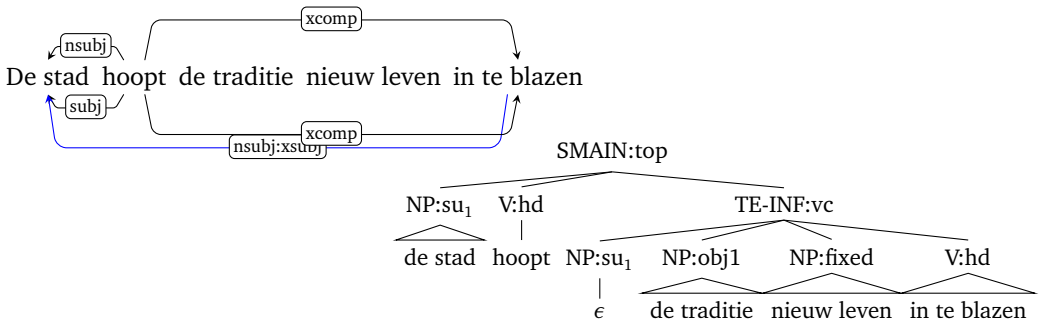 xcomp
nsubj
De stad hoopt de traditie nieuw leven in te blazen
subj
xcomp
nsubj:xsubj
SMAIN:top
NP:su₁ V:hd TE-INF:vc
de stad hoopt NP:su₁ NP:obj1 NP:fixed V:hd
ϵ de traditie nieuw leven in te blazen